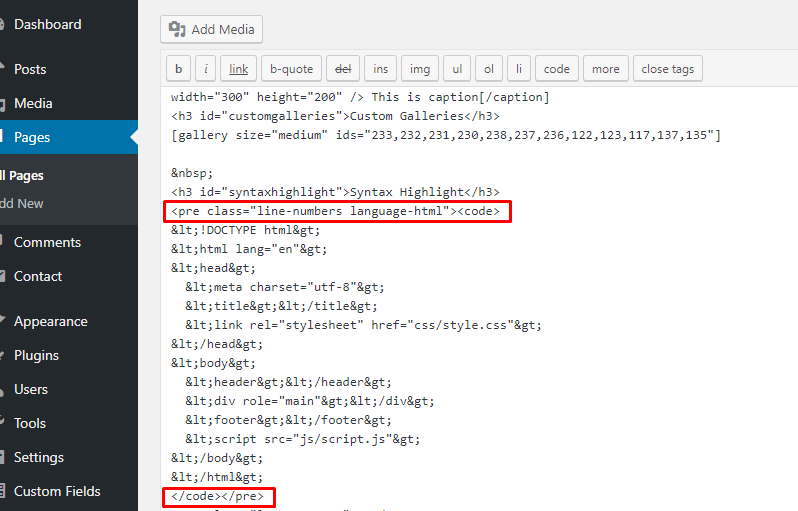 Dashboard
Posts
Media
Pages
ll Pages
dd New
Comments
Contact
Appearance
Plugins
Users
Tools
Settings
Custom Fields
Add Media
b i link b-quote del ins img ul ol li code more close tags
width="300" height="200" /> This is caption[/caption]
<h3 id="customgalleries">Custom Galleries</h3>
[gallery size="medium" ids="233,232,231,230,238,237,236,122,123,117,137,135"]
&nbsp;
<h3 id="syntaxhighlight">Syntax Highlight</h3>
<pre class="line-numbers language-html"><code>
&lt;!DOCTYPE html&gt;
&lt;html lang="en"&gt;
&lt;head&gt;
  &lt;meta charset="utf-8"&gt;
  &lt;title&gt;&lt;/title&gt;
  &lt;link rel="stylesheet" href="css/style.css"&gt;
&lt;/head&gt;
&lt;body&gt;
  &lt;header&gt;&lt;/header&gt;
  &lt;div role="main"&gt;&lt;/div&gt;
  &lt;footer&gt;&lt;/footer&gt;
  &lt;script src="js/script.js"&gt;
&lt;/body&gt;
&lt;/html&gt;
</code></pre>